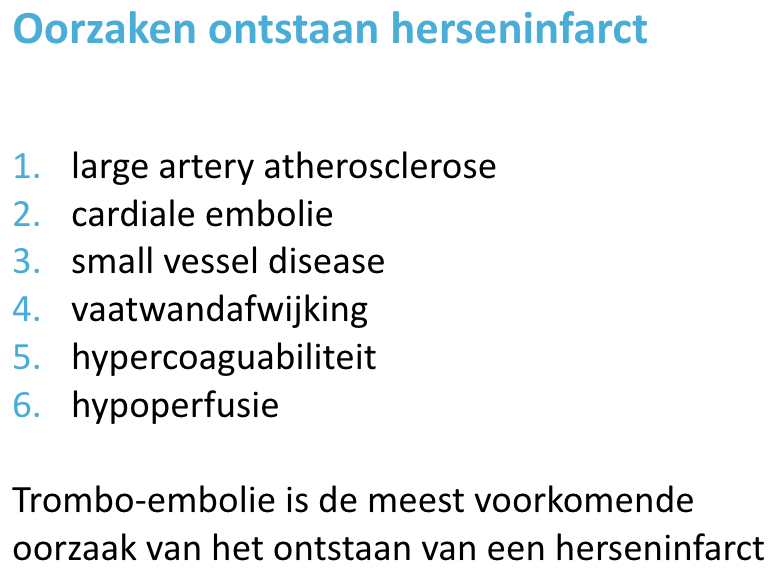 Oorzaken ontstaan herseninfarct
1. large artery atherosclerose
2. cardiale embolie
3. small vessel disease
4. vaatwandafwijking
5. hypercoaguabiliteit
6. hypoperfusie
Trombo-embolie is de meest voorkomende
oorzaak van het ontstaan van een herseninfarct